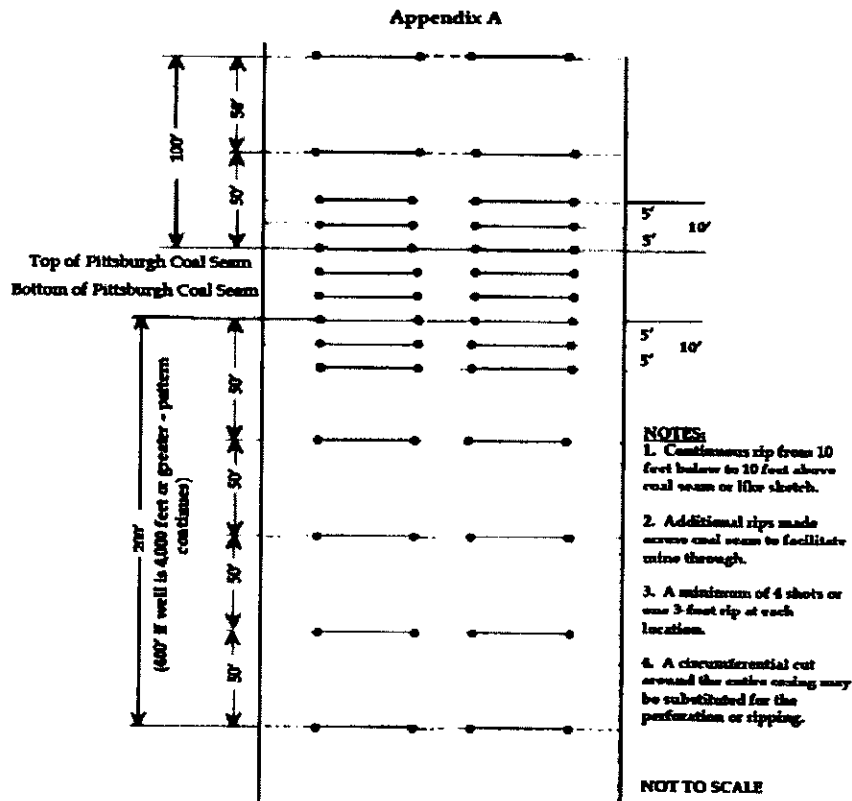 Appendix A
100'
50'
50'
5'
10'
5'
Top of Pittsburgh Coal Seam
Bottom of Pittsburgh Coal Seam
5'
10'
5'
200'
(400' if well is 4,000 feet or greater - pattern
continues)
50'
50'
50'
50'
NOTES:
1. Continuous rip from 10
feet below to 10 feet above
coal seam or like sketch.
2. Additional rips made
across coal seam to facilitate
mine through.
3. A minimum of 4 shots or
one 3-foot rip at each
location.
4. A circumferential cut
around the entire casing may
be substituted for the
perforation or ripping.
NOT TO SCALE